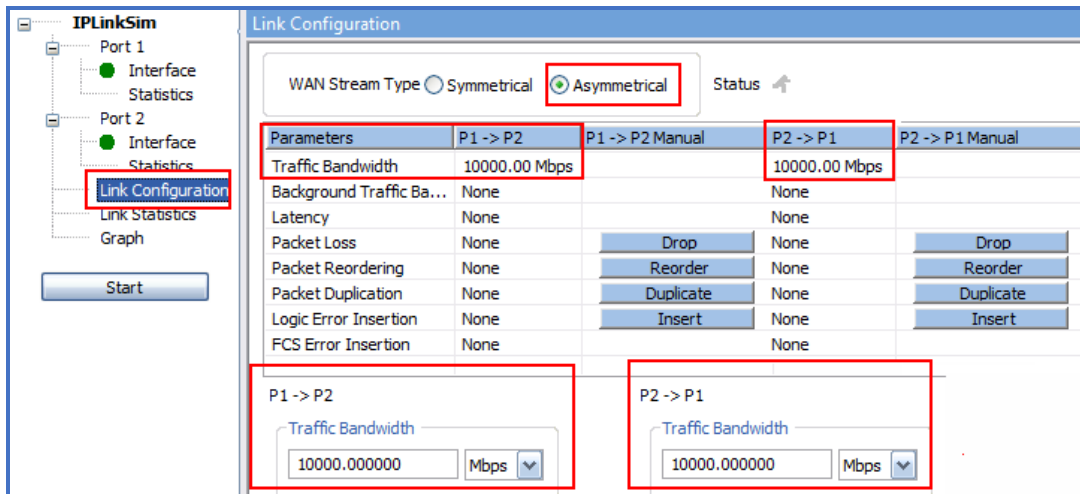 IPLinkSim
Port 1
Interface
Statistics
Port 2
Interface
Statistics
Link Configuration
Link Statistics
Graph
Start
Link Configuration
WAN Stream Type Symmetrical Asymmetrical Status
Parameters P1 -> P2 P1 -> P2 Manual P2 -> P1 P2 -> P1 Manual
Traffic Bandwidth 10000.00 Mbps 10000.00 Mbps
Background Traffic Ba... None None
Latency None None
Packet Loss None Drop None Drop
Packet Reordering None Reorder None Reorder
Packet Duplication None Duplicate None Duplicate
Logic Error Insertion None Insert None Insert
FCS Error Insertion None None
P1 -> P2 P2 -> P1
Traffic Bandwidth Traffic Bandwidth
10000.000000 Mbps 10000.000000 Mbps